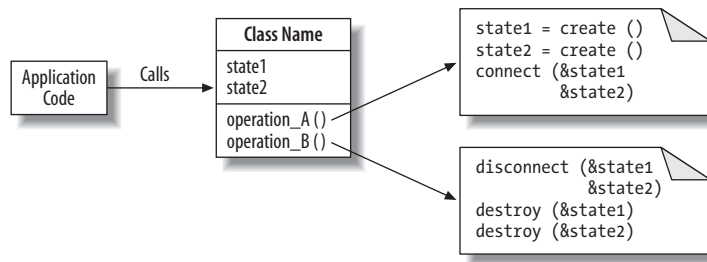 Application
Code
Calls
Class Name
state1
state2
operation_A ()
operation_B ()
state1 = create ()
state2 = create ()
connect (&state1
&state2)
disconnect (&state1
&state2)
destroy (&state1)
destroy (&state2)